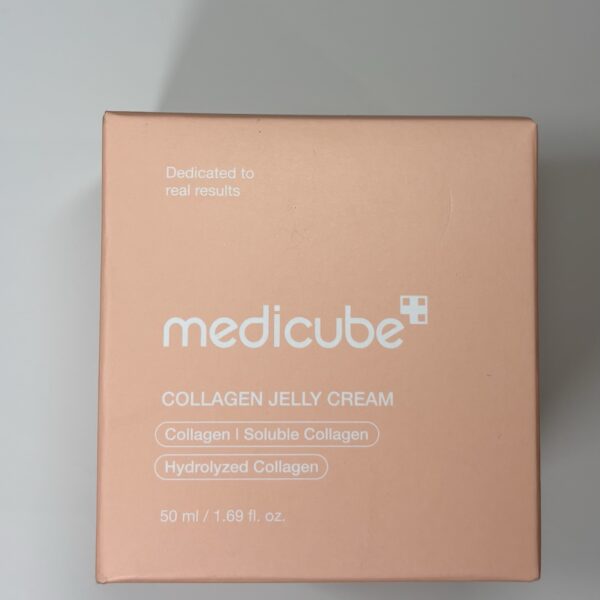 Dedicated to
real results
medicube
COLLAGEN JELLY CREAM
Collagen | Soluble Collagen
Hydrolyzed Collagen
50 ml / 1.69 fl. oz.